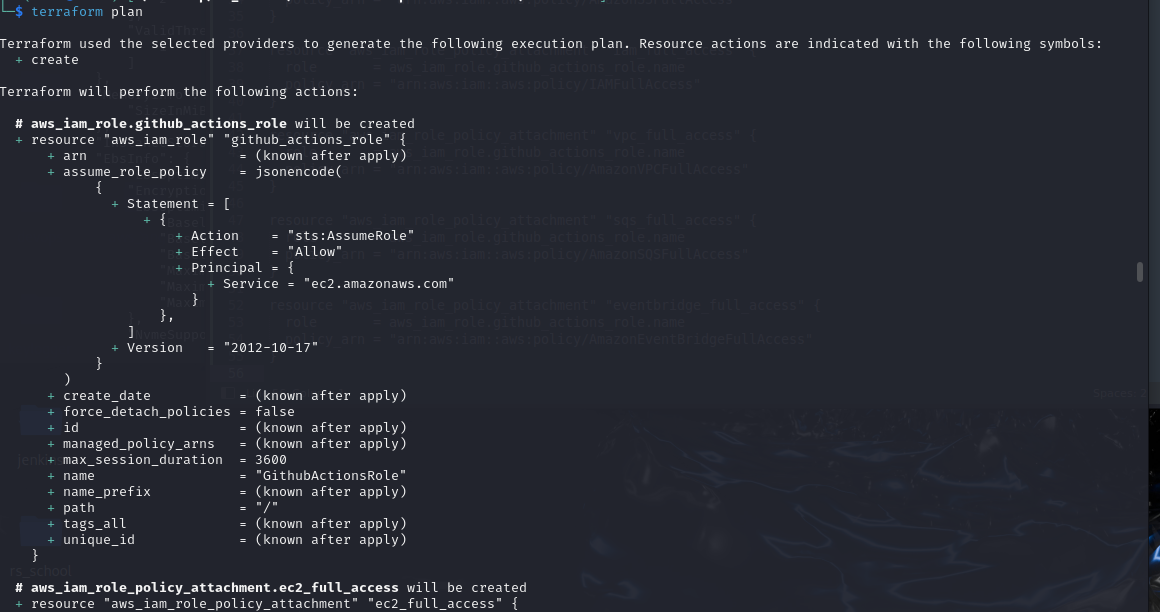 └─$ terraform plan
Terraform used the selected providers to generate the following execution plan. Resource actions are indicated with the following symbols:
  + create
Terraform will perform the following actions:
  # aws_iam_role.github_actions_role will be created
  + resource "aws_iam_role" "github_actions_role" {
      + arn                   = (known after apply)
      + assume_role_policy    = jsonencode(
            {
              + Statement = [
                  + {
                      + Action    = "sts:AssumeRole"
                      + Effect    = "Allow"
                      + Principal = {
                          + Service = "ec2.amazonaws.com"
                        }
                    },
                ]
              + Version   = "2012-10-17"
            }
        )
      + create_date           = (known after apply)
      + force_detach_policies = false
      + id                    = (known after apply)
      + managed_policy_arns   = (known after apply)
      + max_session_duration  = 3600
      + name                  = "GithubActionsRole"
      + name_prefix           = (known after apply)
      + path                  = "/"
      + tags_all              = (known after apply)
      + unique_id             = (known after apply)
    }
rs_school
  # aws_iam_role_policy_attachment.ec2_full_access will be created
  + resource "aws_iam_role_policy_attachment" "ec2_full_access" {